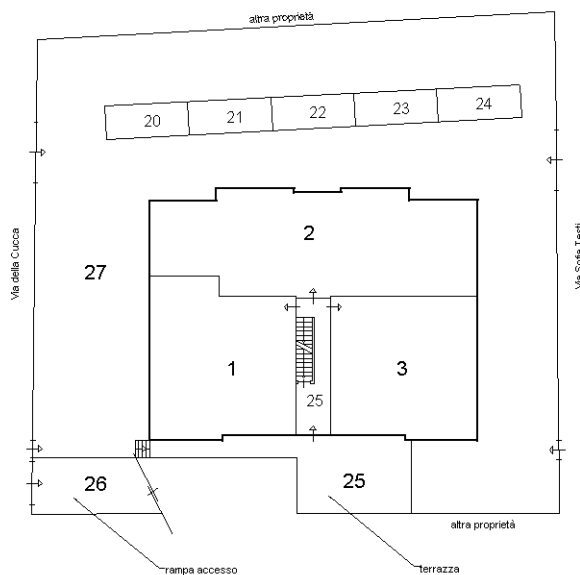 altra proprietà
20
21
22
23
24
Via della Cucca
Via Sofia Testi
2
27
1
3
25
26
25
altra proprietà
rampa accesso
terrazza